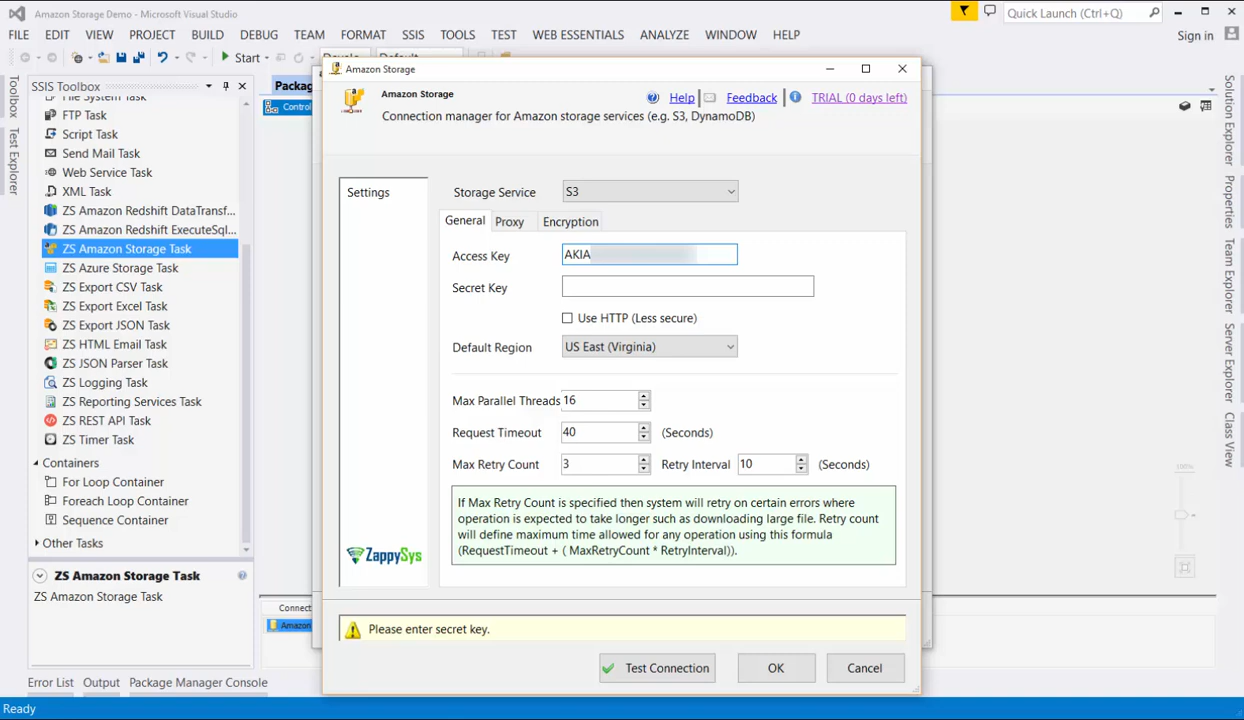 Amazon Storage Demo - Microsoft Visual Studio
Quick Launch (Ctrl+Q)
FILE EDIT VIEW PROJECT BUILD DEBUG TEAM FORMAT SSIS TOOLS TEST WEB ESSENTIALS ANALYZE WINDOW HELP
Sign in
Start
Default
SSIS Toolbox
Packag
Control
Toolbox
Test Explorer
File System Task
FTP Task
Script Task
Send Mail Task
Web Service Task
XML Task
ZS Amazon Redshift DataTransf...
ZS Amazon Redshift ExecuteSql...
ZS Amazon Storage Task
ZS Azure Storage Task
ZS Export CSV Task
ZS Export Excel Task
ZS Export JSON Task
ZS HTML Email Task
ZS JSON Parser Task
ZS Logging Task
ZS Reporting Services Task
ZS REST API Task
ZS Timer Task
Containers
For Loop Container
Foreach Loop Container
Sequence Container
Other Tasks
ZS Amazon Storage Task
ZS Amazon Storage Task
Error List Output Package Manager Console
Ready
Connect
Amazon
Amazon Storage
Amazon Storage
Help Feedback TRIAL (0 days left)
Connection manager for Amazon storage services (e.g. S3, DynamoDB)
Settings
Storage Service S3
General Proxy Encryption
Access Key AKIA
Secret Key
Use HTTP (Less secure)
Default Region US East (Virginia)
Max Parallel Threads 16
Request Timeout 40 (Seconds)
Max Retry Count 3 Retry Interval 10 (Seconds)
If Max Retry Count is specified then system will retry on certain errors where
operation is expected to take longer such as downloading large file. Retry count
will define maximum time allowed for any operation using this formula
(RequestTimeout + ( MaxRetryCount * RetryInterval)).
ZappySys
Please enter secret key.
Test Connection OK Cancel
Solution Explorer
Properties
Team Explorer
Server Explorer
Class View
100%